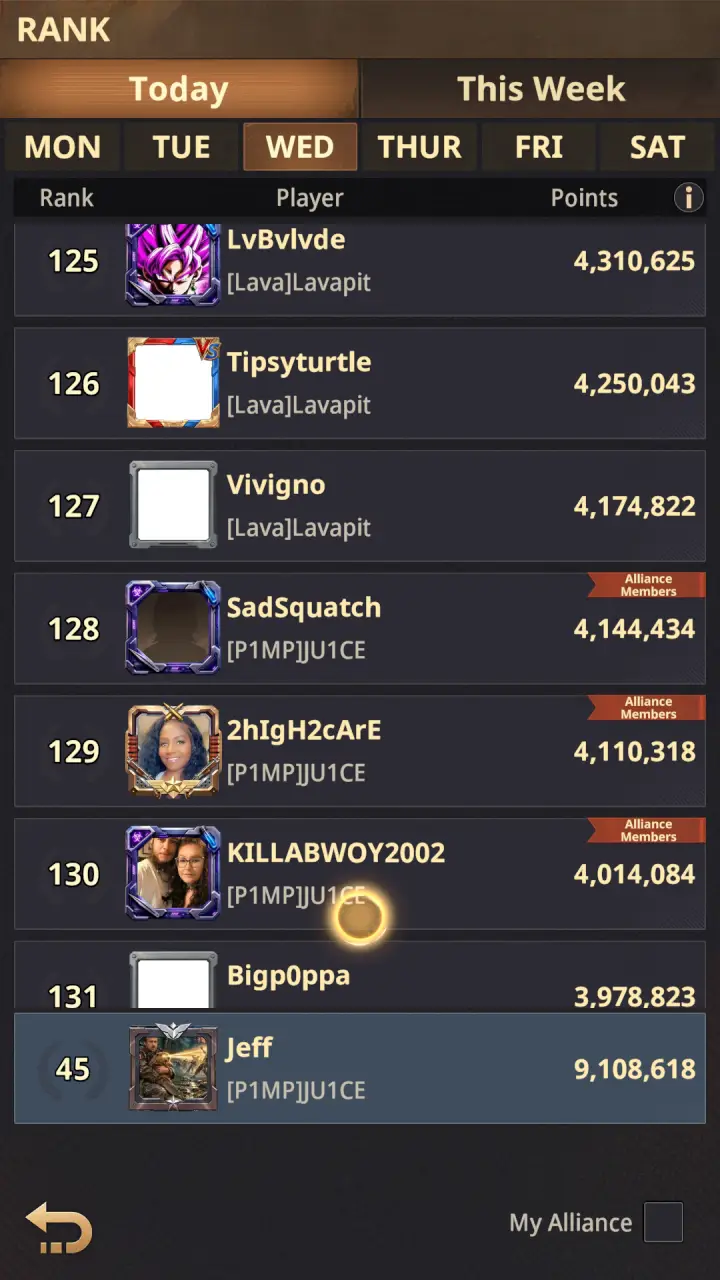 RANK
Today This Week
MON TUE WED THUR FRI SAT
Rank Player Points i
125 LvBvlvde 4,310,625
[Lava]Lavapit
VS
126 Tipsyturtle 4,250,043
[Lava]Lavapit
127 Vivigno 4,174,822
[Lava]Lavapit
Alliance
Members
128 SadSquatch 4,144,434
[P1MP]JU1CE
Alliance
Members
129 2hIgH2cArE 4,110,318
[P1MP]JU1CE
Alliance
Members
130 KILLABWOY2002 4,014,084
[P1MP]JU1CE
131 Bigp0ppa 3,978,823
45 Jeff 9,108,618
[P1MP]JU1CE
My Alliance